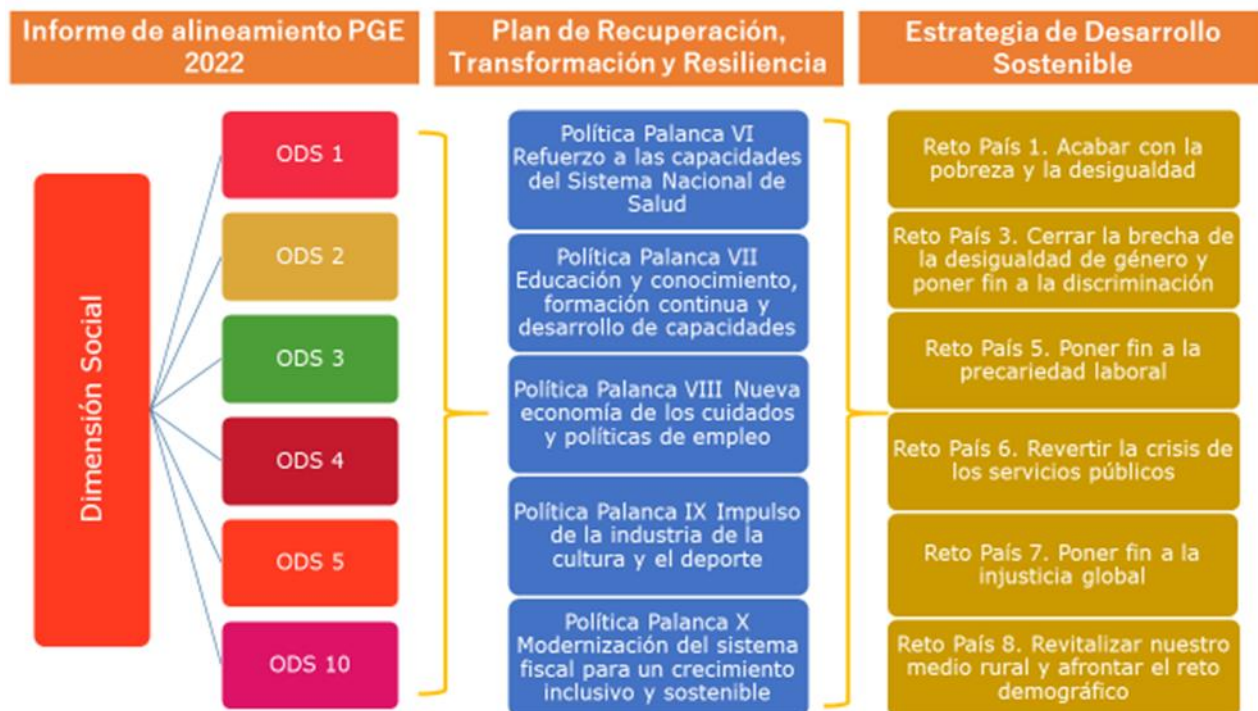 Informe de alineamiento PGE
2022
Plan de Recuperación,
Transformación y Resiliencia
Estrategia de Desarrollo
Sostenible
Dimensión Social
ODS 1
ODS 2
ODS 3
ODS 4
ODS 5
ODS 10
Política Palanca VI
Refuerzo a las capacidades
del Sistema Nacional de
Salud
Política Palanca VII
Educación y conocimiento,
formación continua y
desarrollo de capacidades
Política Palanca VIII Nueva
economía de los cuidados
y políticas de empleo
Política Palanca IX Impulso
de la industria de la
cultura y el deporte
Política Palanca X
Modernización del sistema
fiscal para un crecimiento
inclusivo y sostenible
Reto País 1. Acabar con la
pobreza y la desigualdad
Reto País 3. Cerrar la brecha de
la desigualdad de género y
poner fin a la discriminación
Reto País 5. Poner fin a la
precariedad laboral
Reto País 6. Revertir la crisis de
los servicios públicos
Reto País 7. Poner fin a la
injusticia global
Reto País 8. Revitalizar nuestro
medio rural y afrontar el reto
demográfico